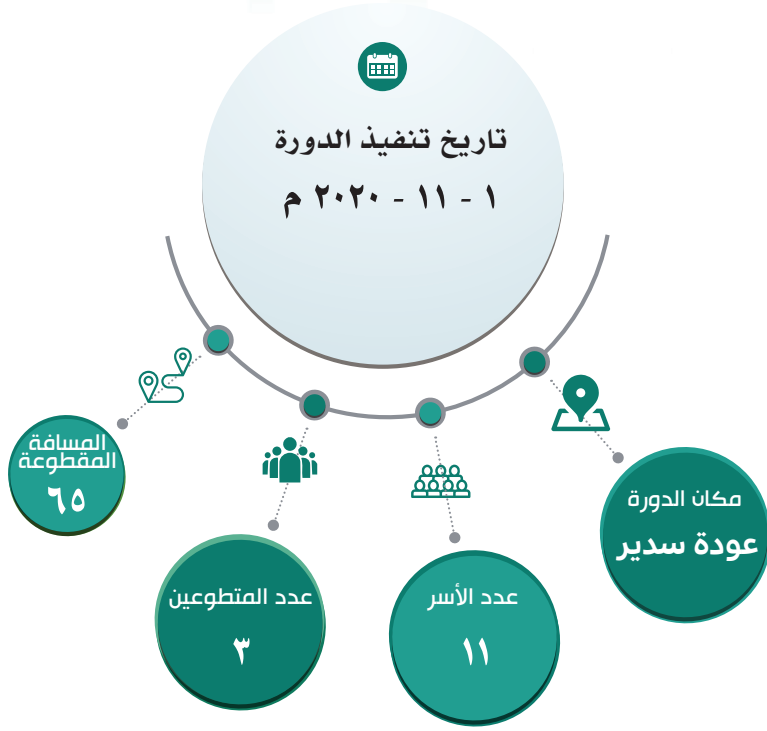 تاريخ تنفيذ الدورة
١ - ١١ - ٢٠٢٠ م
مكان الدورة
عودة سدير
عدد الأسر
١١
عدد المتطوعين
٣
المسافة
المقطوعة
٦٥